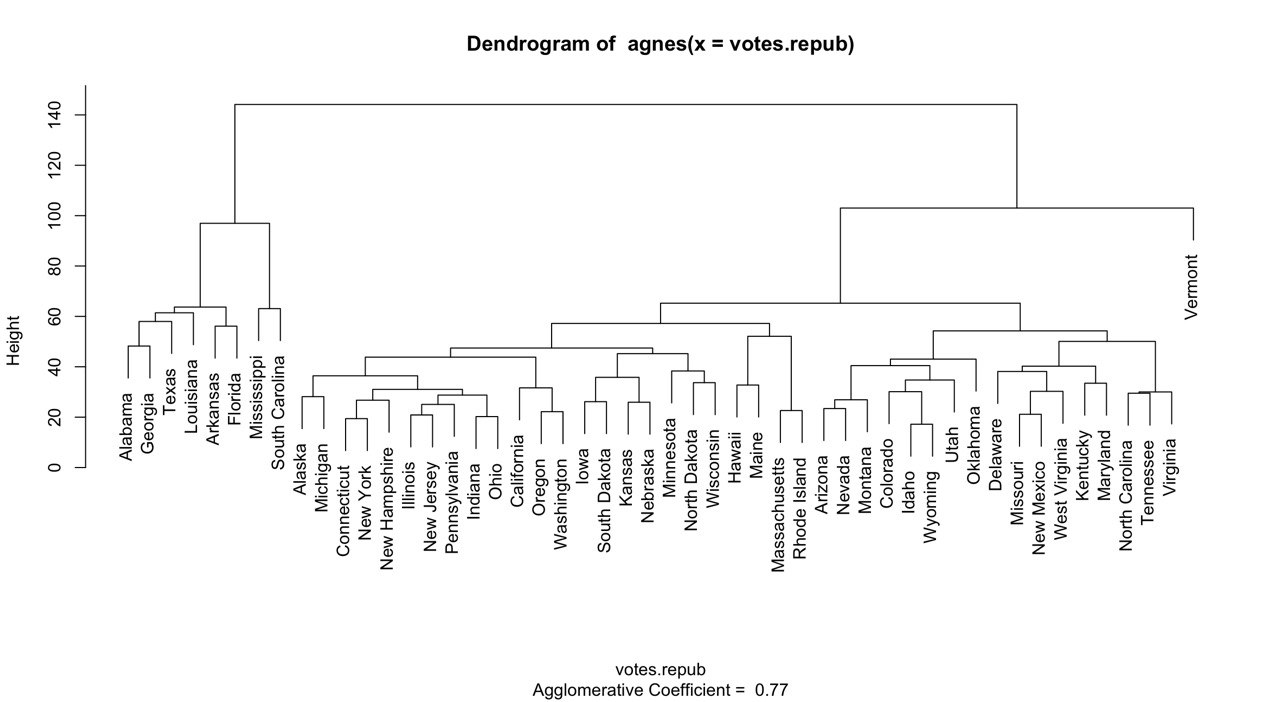 Dendrogram of  agnes(x = votes.repub)
Height
140
120
100
80
60
40
20
0
Alabama
Georgia
Texas
Louisiana
Arkansas
Florida
Mississippi
South Carolina
Alaska
Michigan
Connecticut
New York
New Hampshire
Illinois
New Jersey
Pennsylvania
Indiana
Ohio
California
Oregon
Washington
Iowa
South Dakota
Kansas
Nebraska
Minnesota
North Dakota
Wisconsin
Hawaii
Maine
Massachusetts
Rhode Island
Arizona
Nevada
Montana
Colorado
Idaho
Wyoming
Utah
Oklahoma
Delaware
Missouri
New Mexico
West Virginia
Kentucky
Maryland
North Carolina
Tennessee
Virginia
Vermont
votes.repub
Agglomerative Coefficient =  0.77